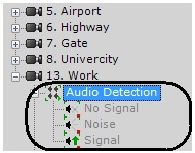 5. Airport
6. Highway
7. Gate
8. Univercity
13. Work
Audio Detection
No Signal
Noise
Signal